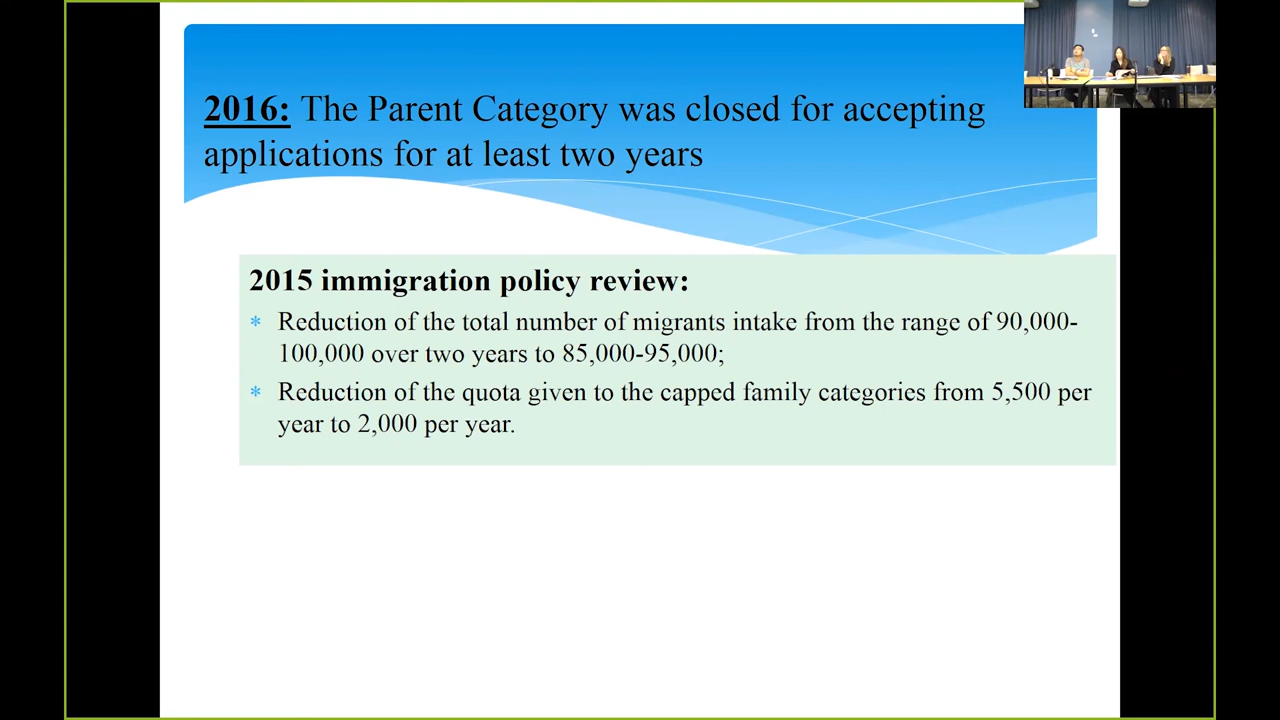 2016: The Parent Category was closed for accepting
applications for at least two years
2015 immigration policy review:
* Reduction of the total number of migrants intake from the range of 90,000-
100,000 over two years to 85,000-95,000;
* Reduction of the quota given to the capped family categories from 5,500 per
year to 2,000 per year.